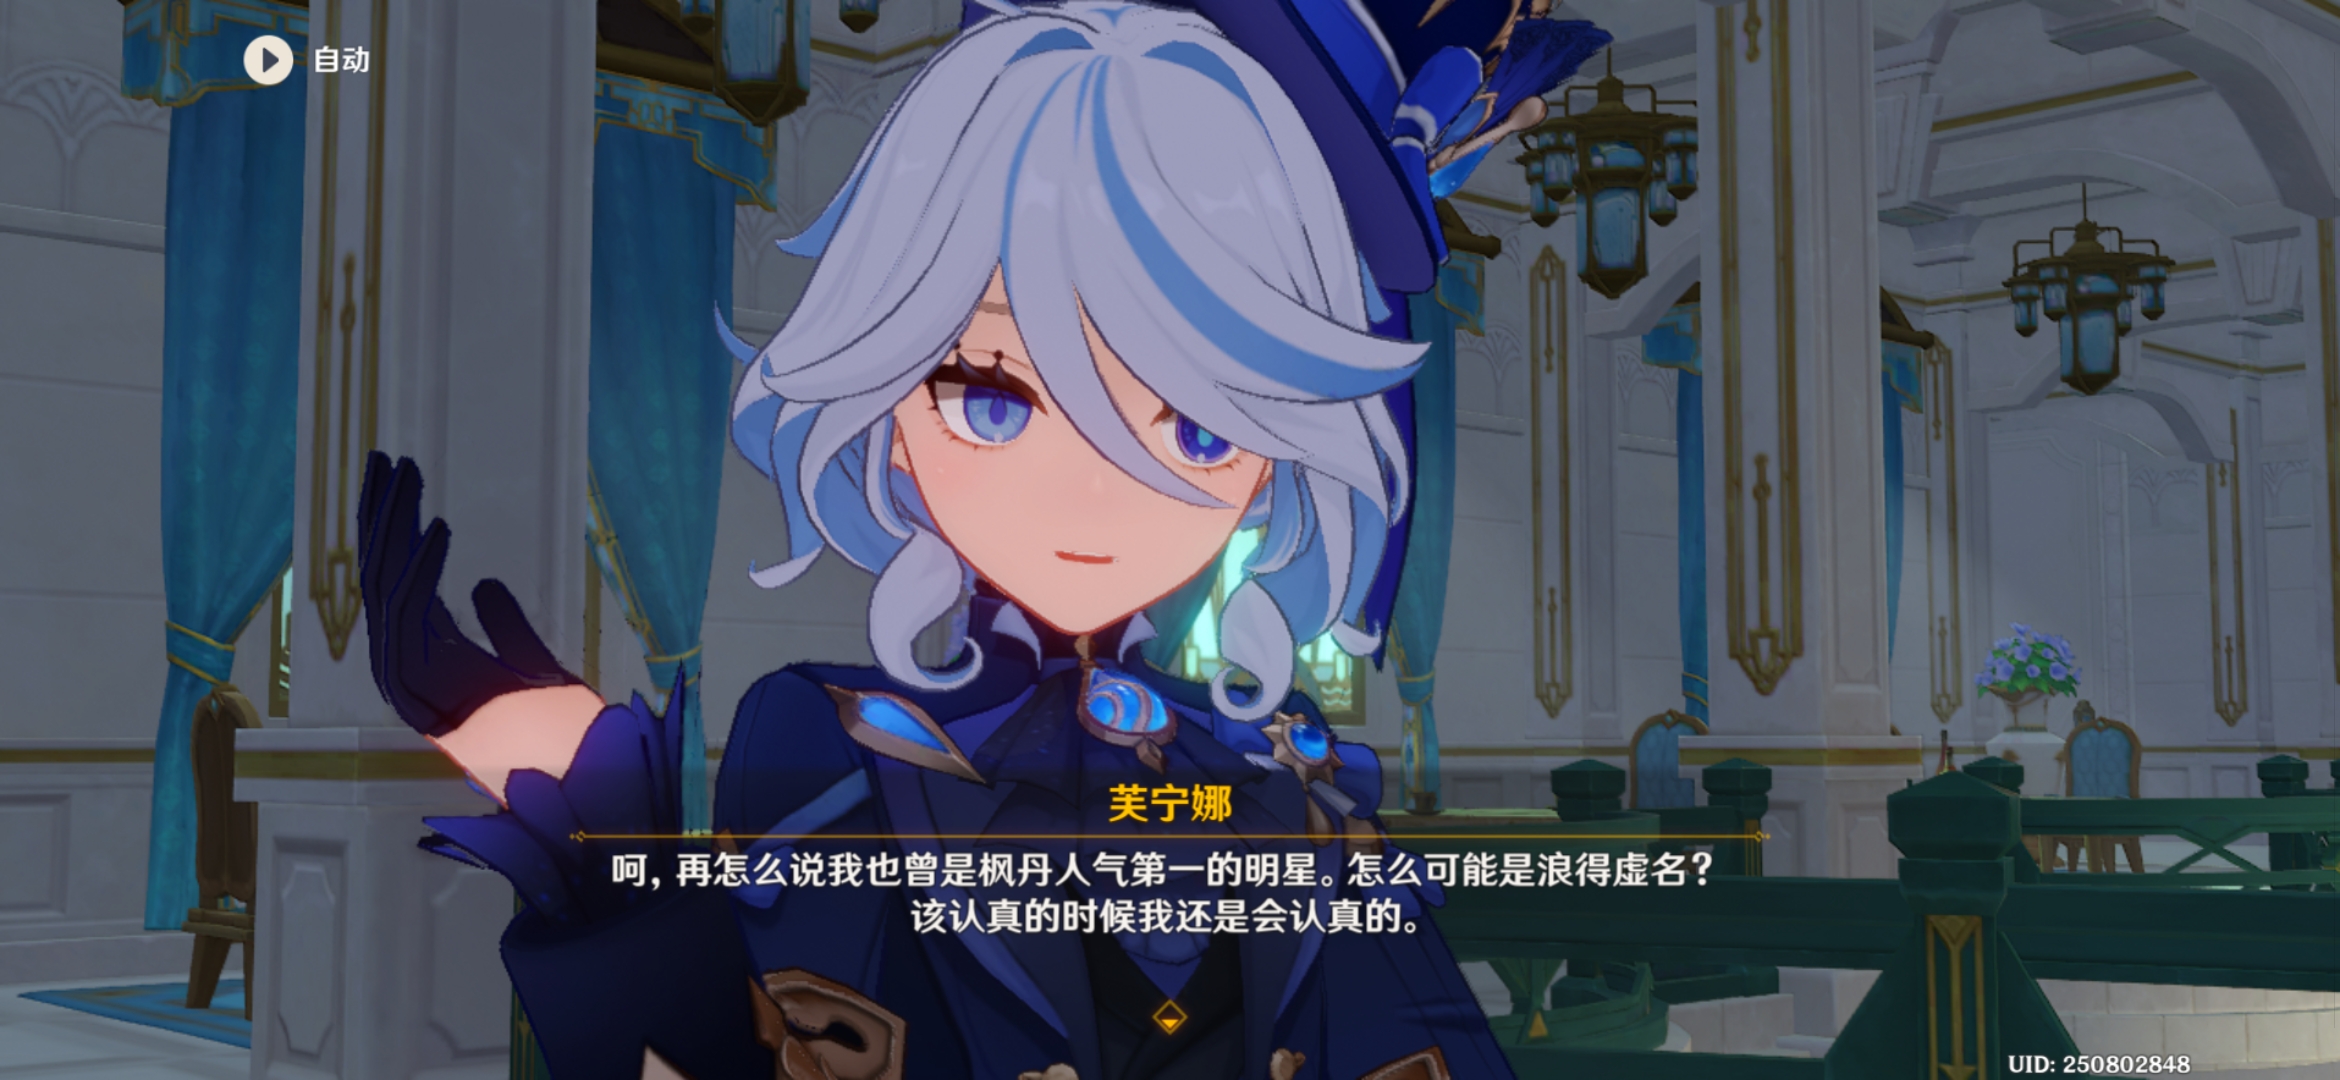 自动
芙宁娜
呵，再怎么说我也曾是枫丹人气第一的明星。怎么可能是浪得虚名？
该认真的时候我还是会认真的。
UID: 250802848